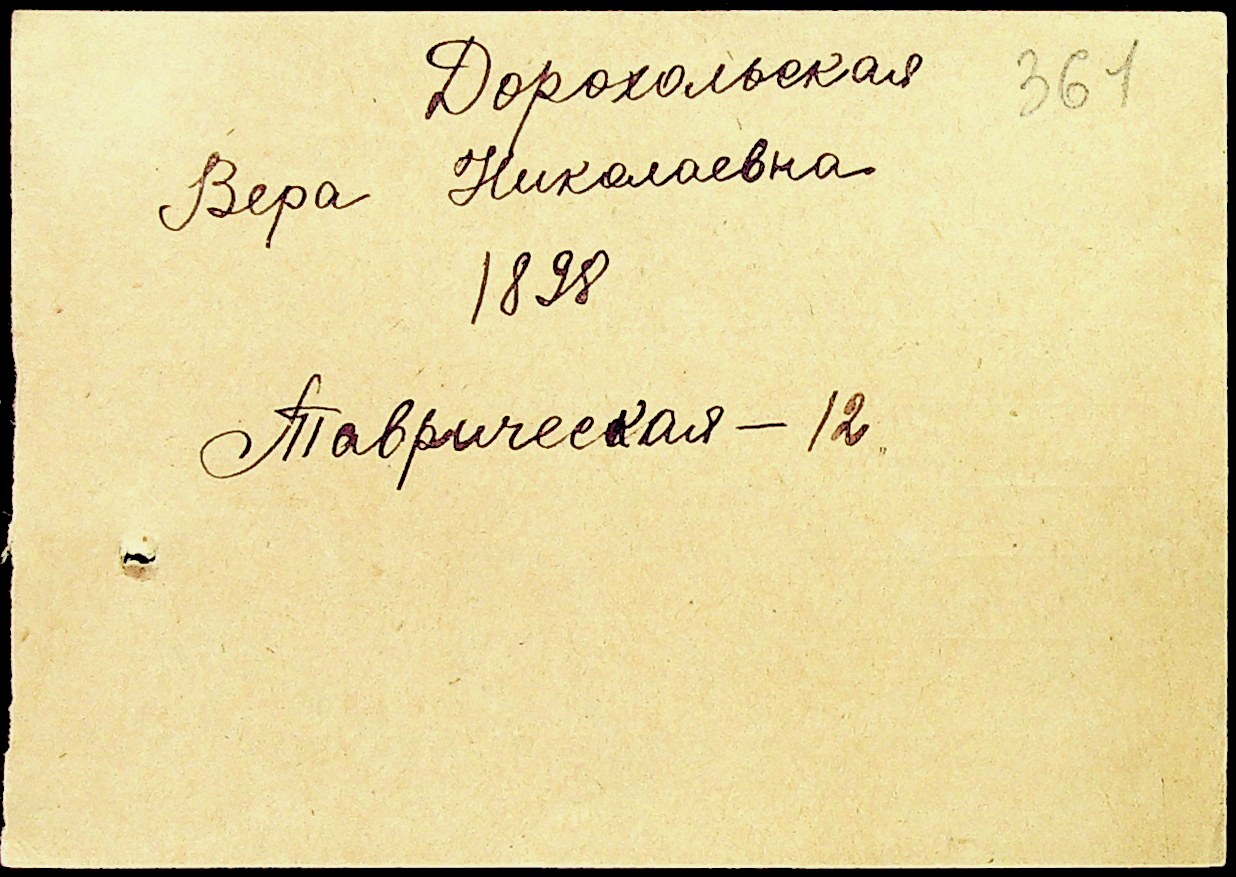 Дорохольская 361
Вера Николаевна
1898
Таврическая — 12